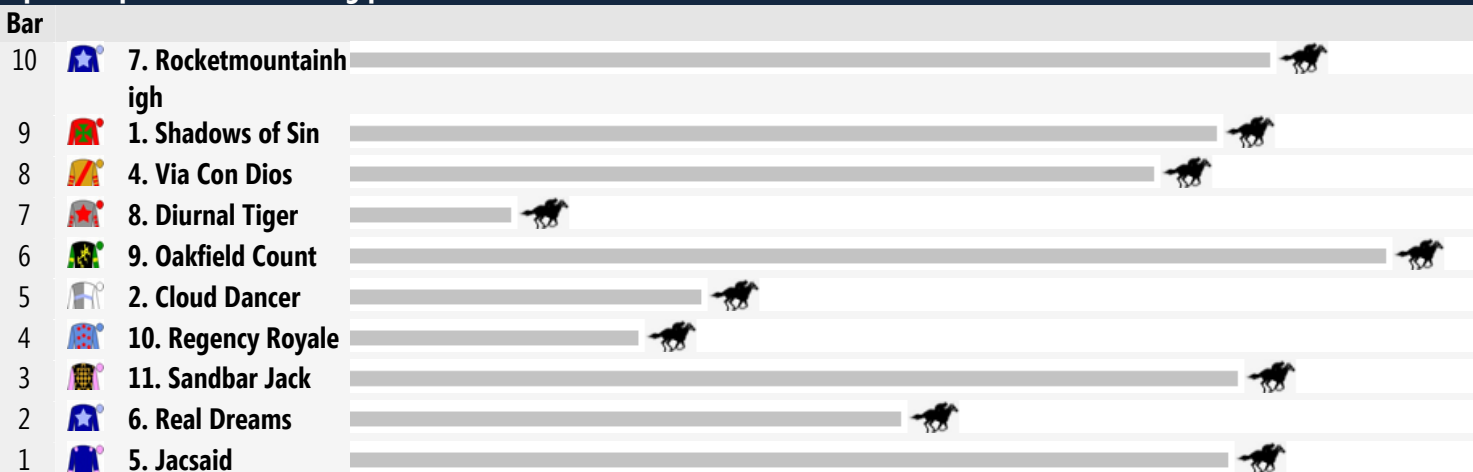 Bar
10 7. Rocketmountainh
igh
9 1. Shadows of Sin
8 4. Via Con Dios
7 8. Diurnal Tiger
6 9. Oakfield Count
5 2. Cloud Dancer
4 10. Regency Royale
3 11. Sandbar Jack
2 6. Real Dreams
1 5. Jacsaid